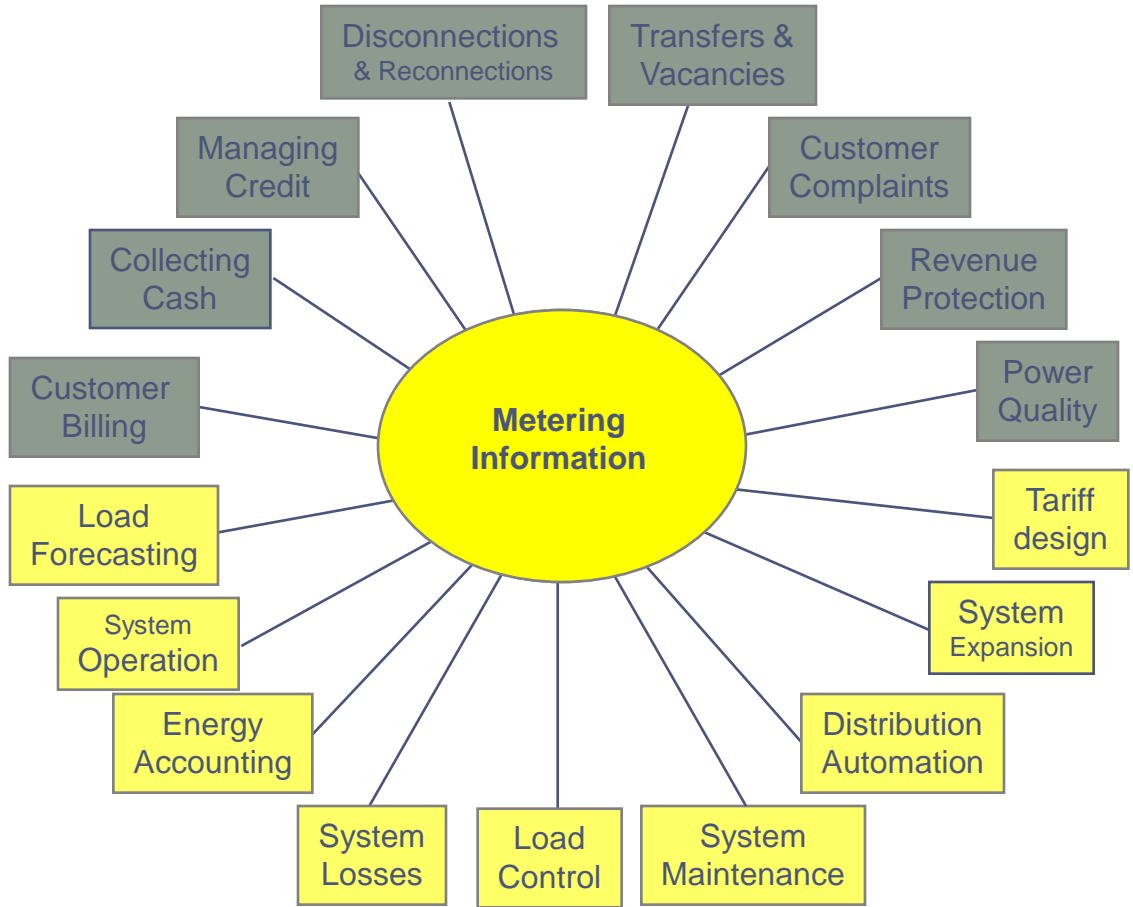 Disconnections
& Reconnections
Transfers &
Vacancies
Managing
Credit
Customer
Complaints
Collecting
Cash
Revenue
Protection
Customer
Billing
Power
Quality
Metering
Information
Load
Forecasting
Tariff
design
System
Operation
System
Expansion
Energy
Accounting
Distribution
Automation
System
Losses
Load
Control
System
Maintenance